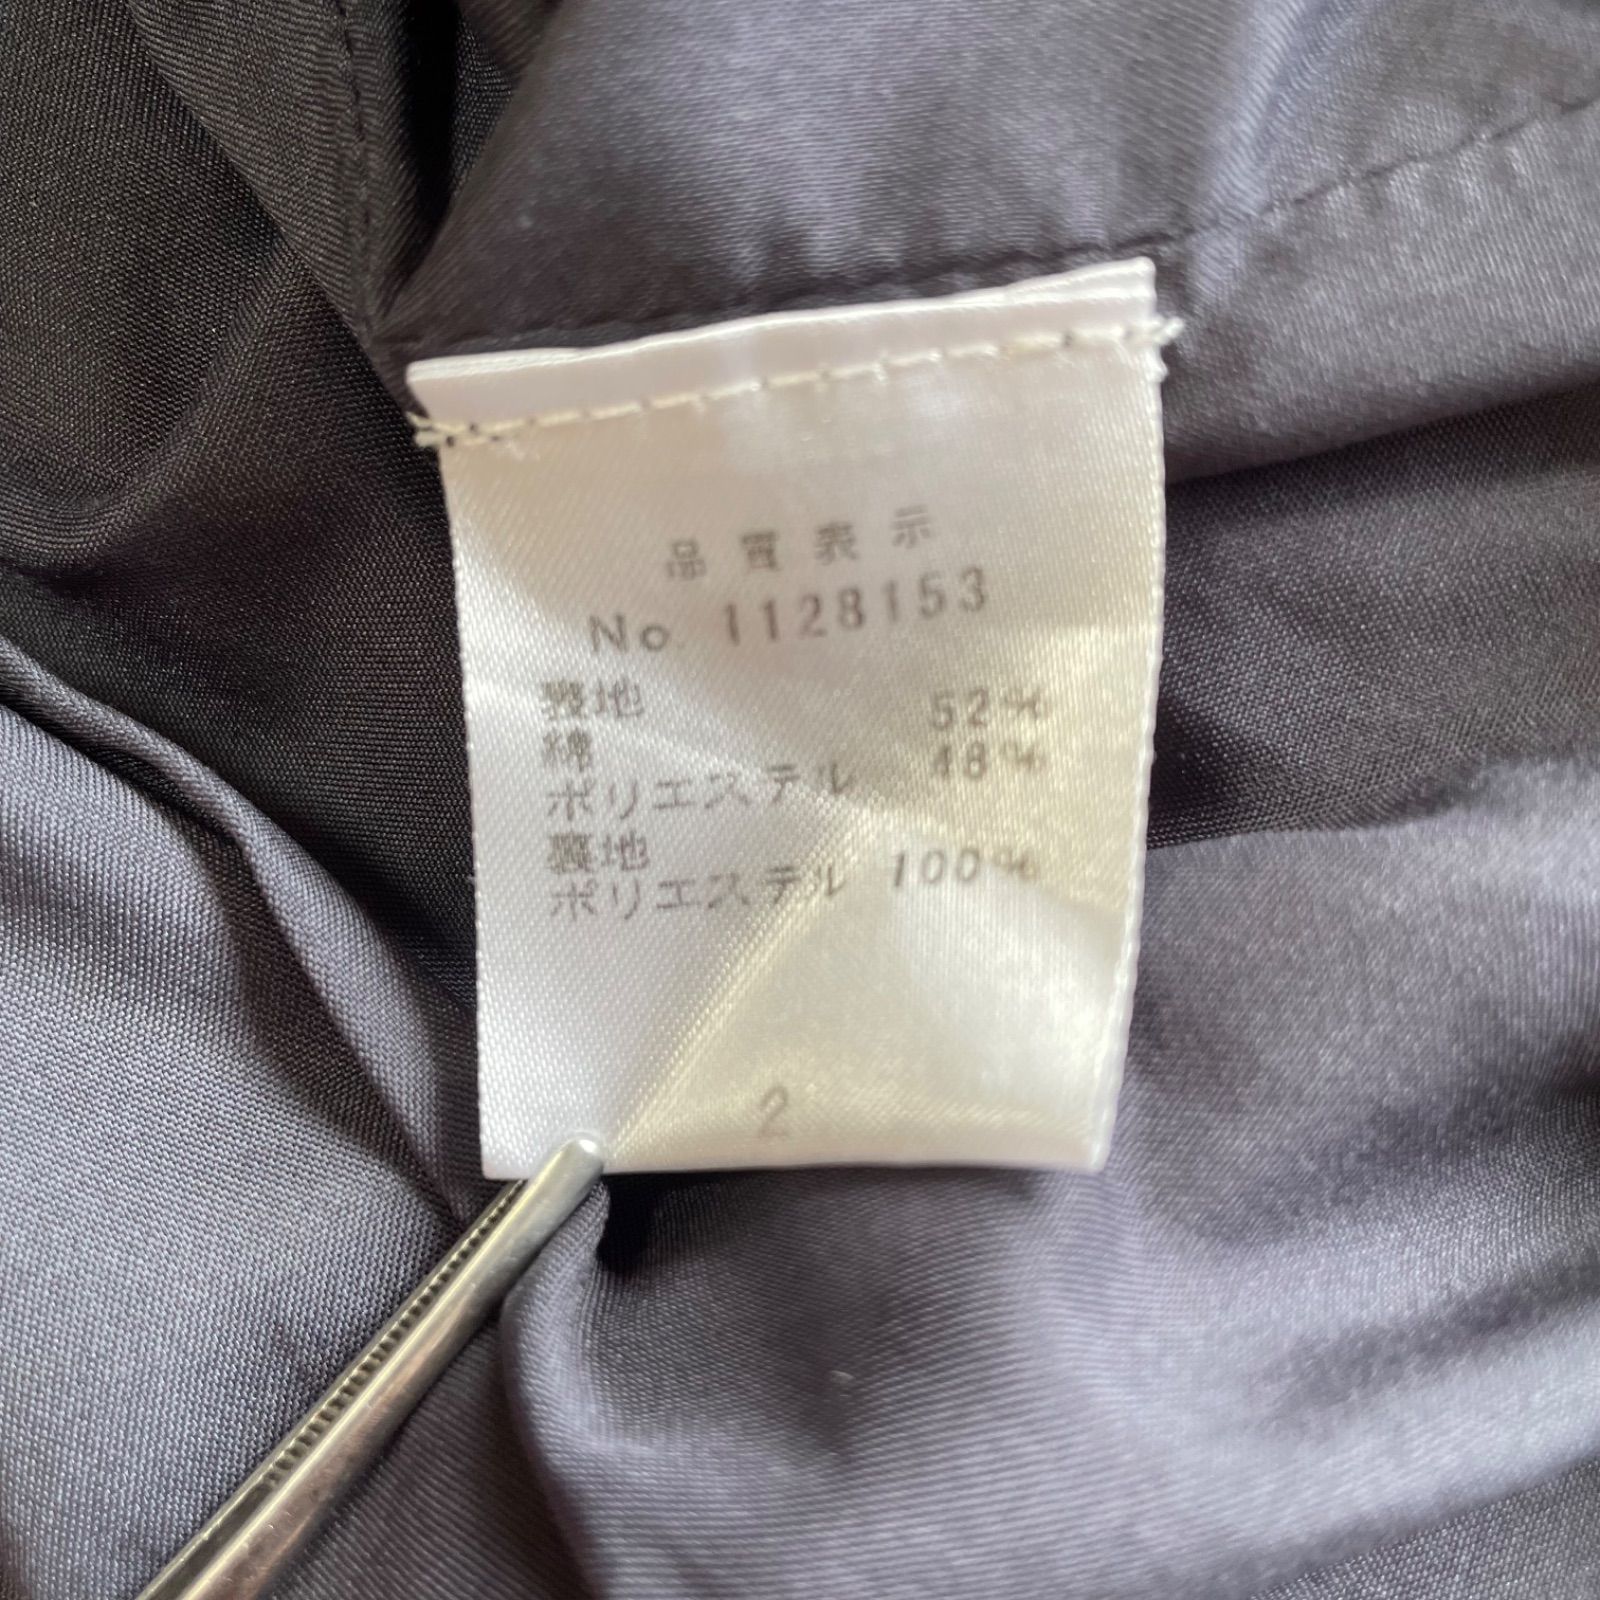 品質表示
No. 1128153
表地
綿 52%
ポリエステル 48%
裏地
ポリエステル 100%
2